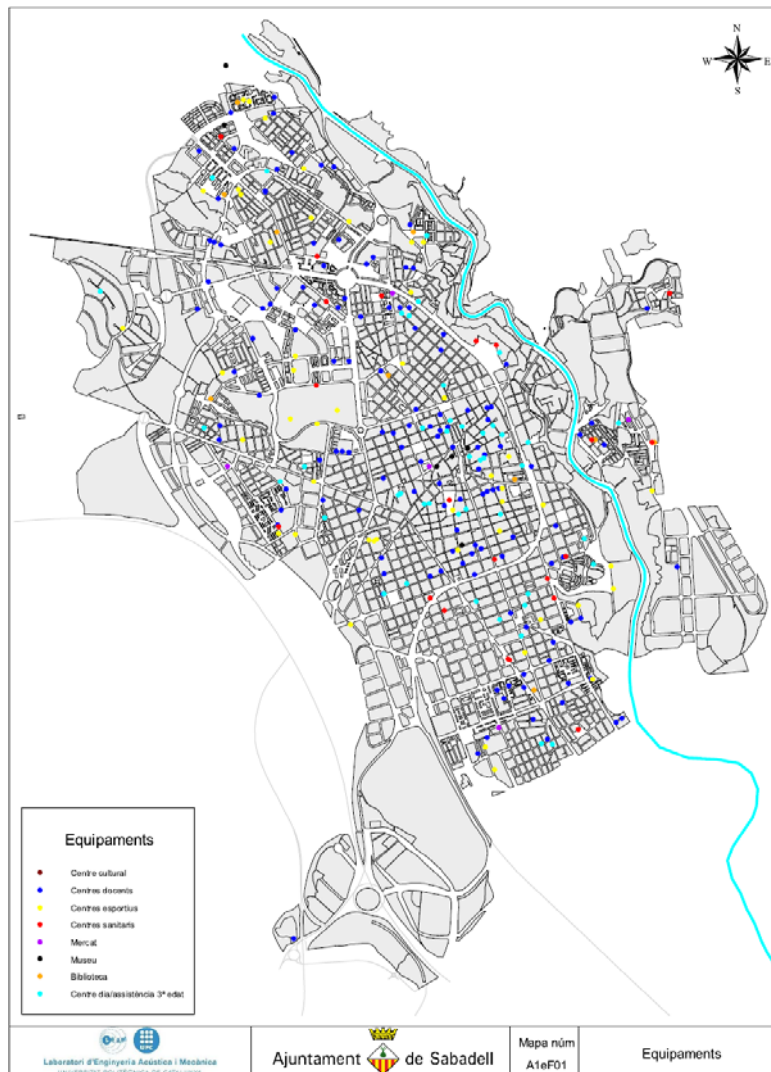 N
W E
S
Equipaments
Centre cultural
Centres docents
Centres esportius
Centres sanitaris
Mercat
Museu
Biblioteca
Centre dia/assistència 3ª edat
UPC
Laboratori d'Enginyeria Acústica i Mecànica
Ajuntament de Sabadell
Mapa núm
A1eF01
Equipaments